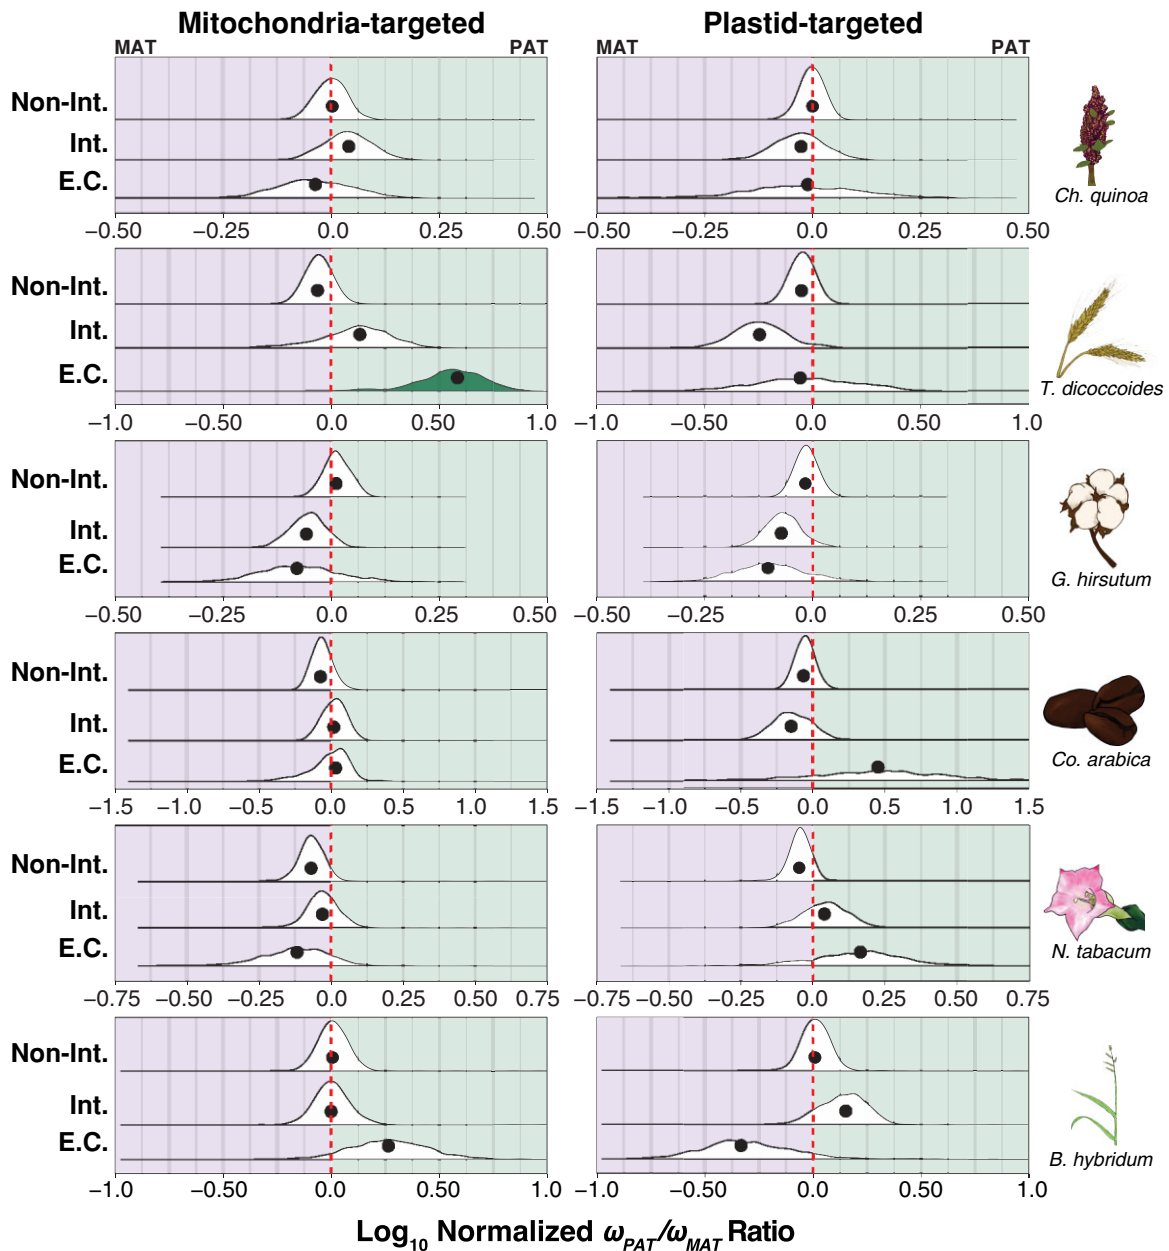 Mitochondria-targeted Plastid-targeted
MAT PAT MAT PAT
Non-Int.
Int.
E.C.
Ch. quinoa
−0.50 −0.25 0.0 0.25 0.50 −0.50 −0.25 0.0 0.25 0.50
Non-Int.
Int.
E.C.
T. dicoccoides
−1.0 −0.50 0.0 0.50 1.0 −1.0 −0.50 0.0 0.50 1.0
Non-Int.
Int.
E.C.
G. hirsutum
−0.50 −0.25 0.0 0.25 0.50 −0.50 −0.25 0.0 0.25 0.50
Non-Int.
Int.
E.C.
Co. arabica
−1.5 −1.0 −0.5 0.0 0.5 1.0 1.5 −1.5 −1.0 −0.5 0.0 0.5 1.0 1.5
Non-Int.
Int.
E.C.
N. tabacum
−0.75 −0.50 −0.25 0.0 0.25 0.50 0.75 −0.75 −0.50 −0.25 0.0 0.25 0.50 0.75
Non-Int.
Int.
E.C.
B. hybridum
−1.0 −0.50 0.0 0.50 1.0 −1.0 −0.50 0.0 0.50 1.0
Log10 Normalized ωPAT/ωMAT Ratio